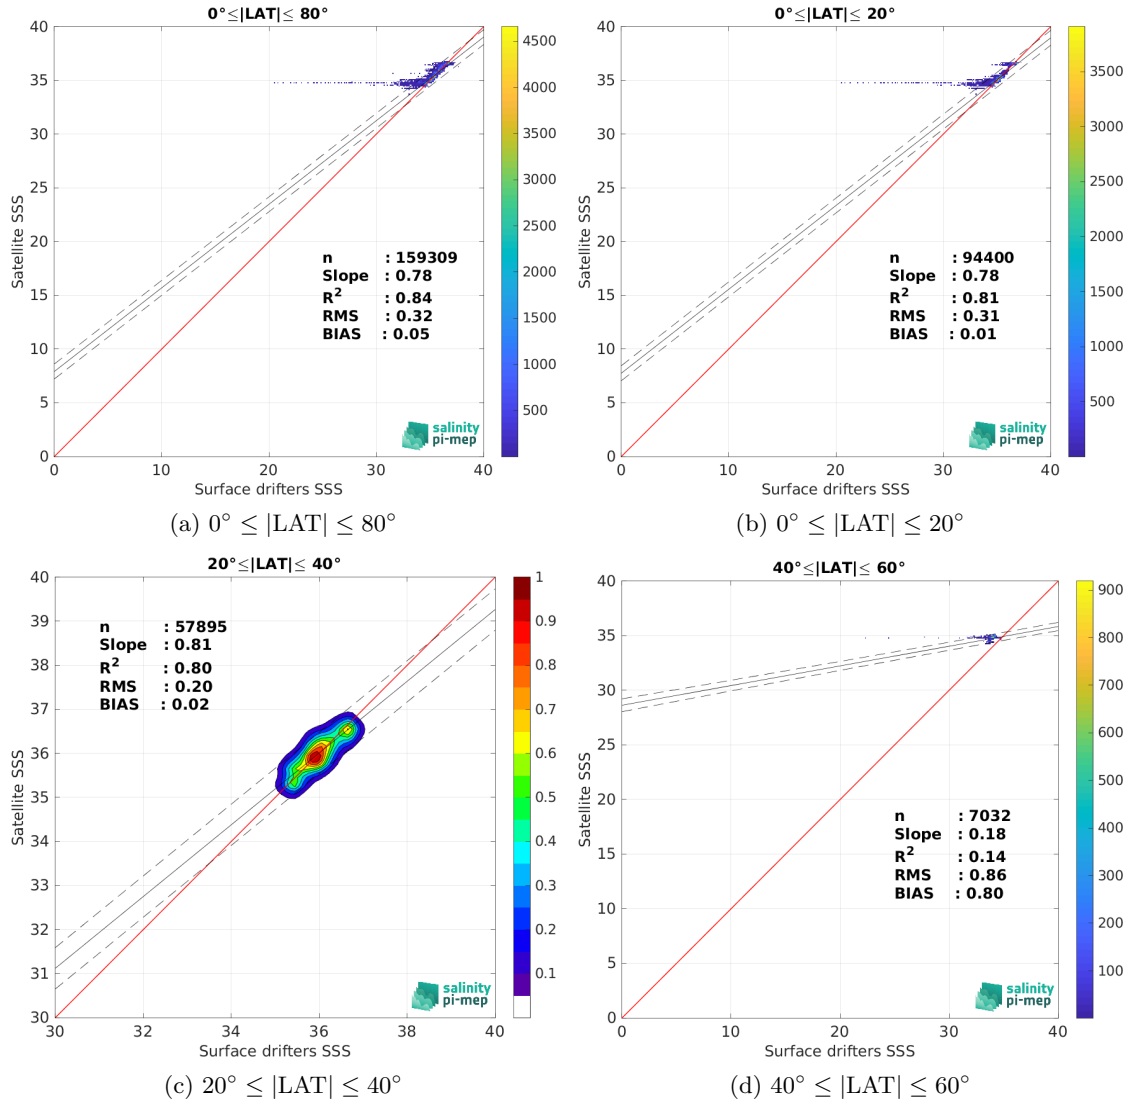 0°≤|LAT|≤ 80°
40
35
30
25
20
15
10
5
0
Satellite SSS
n : 159309
Slope : 0.78
R² : 0.84
RMS : 0.32
BIAS : 0.05
salinity
pi-mep
0 10 20 30 40
Surface drifters SSS
4500
4000
3500
3000
2500
2000
1500
1000
500
(a) 0° ≤ |LAT| ≤ 80°
0°≤|LAT|≤ 20°
40
35
30
25
20
15
10
5
0
Satellite SSS
n : 94400
Slope : 0.78
R² : 0.81
RMS : 0.31
BIAS : 0.01
salinity
pi-mep
0 10 20 30 40
Surface drifters SSS
3500
3000
2500
2000
1500
1000
500
(b) 0° ≤ |LAT| ≤ 20°
20°≤|LAT|≤ 40°
40
39
38
37
36
35
34
33
32
31
30
Satellite SSS
n : 57895
Slope : 0.81
R² : 0.80
RMS : 0.20
BIAS : 0.02
salinity
pi-mep
30 32 34 36 38 40
Surface drifters SSS
1
0.9
0.8
0.7
0.6
0.5
0.4
0.3
0.2
0.1
(c) 20° ≤ |LAT| ≤ 40°
40°≤|LAT|≤ 60°
40
35
30
25
20
15
10
5
0
Satellite SSS
n : 7032
Slope : 0.18
R² : 0.14
RMS : 0.86
BIAS : 0.80
salinity
pi-mep
0 10 20 30 40
Surface drifters SSS
900
800
700
600
500
400
300
200
100
(d) 40° ≤ |LAT| ≤ 60°